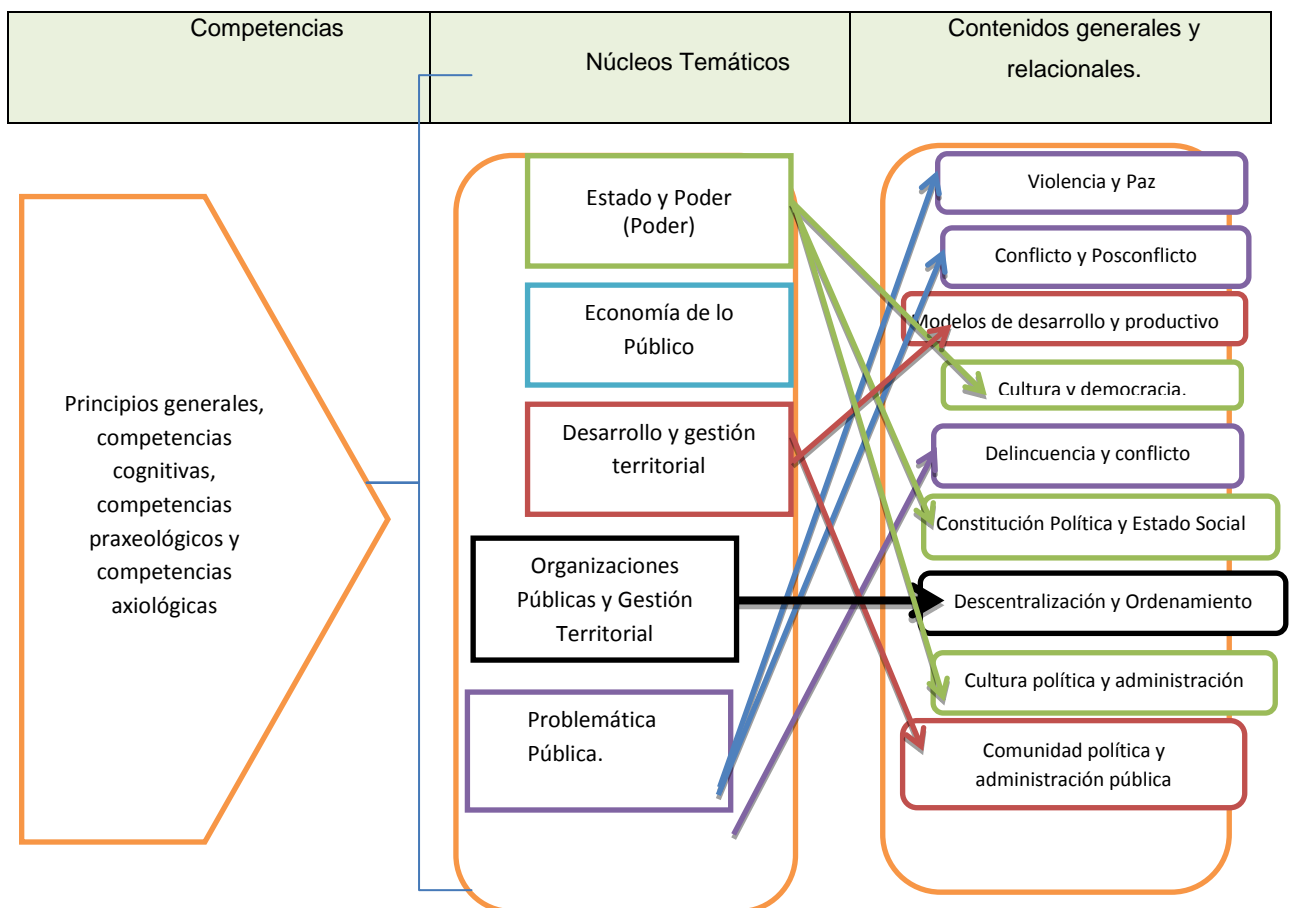 Competencias
Núcleos Temáticos
Contenidos generales y
relacionales.
Principios generales,
competencias
cognitivas,
competencias
praxeológicos y
competencias
axiológicas
Estado y Poder
(Poder)
Economía de lo
Público
Desarrollo y gestión
territorial
Organizaciones
Públicas y Gestión
Territorial
Problemática
Pública.
Violencia y Paz
Conflicto y Posconflicto
Modelos de desarrollo y productivo
Cultura y democracia.
Delincuencia y conflicto
Constitución Política y Estado Social
Descentralización y Ordenamiento
Cultura política y administración
Comunidad política y
administración pública